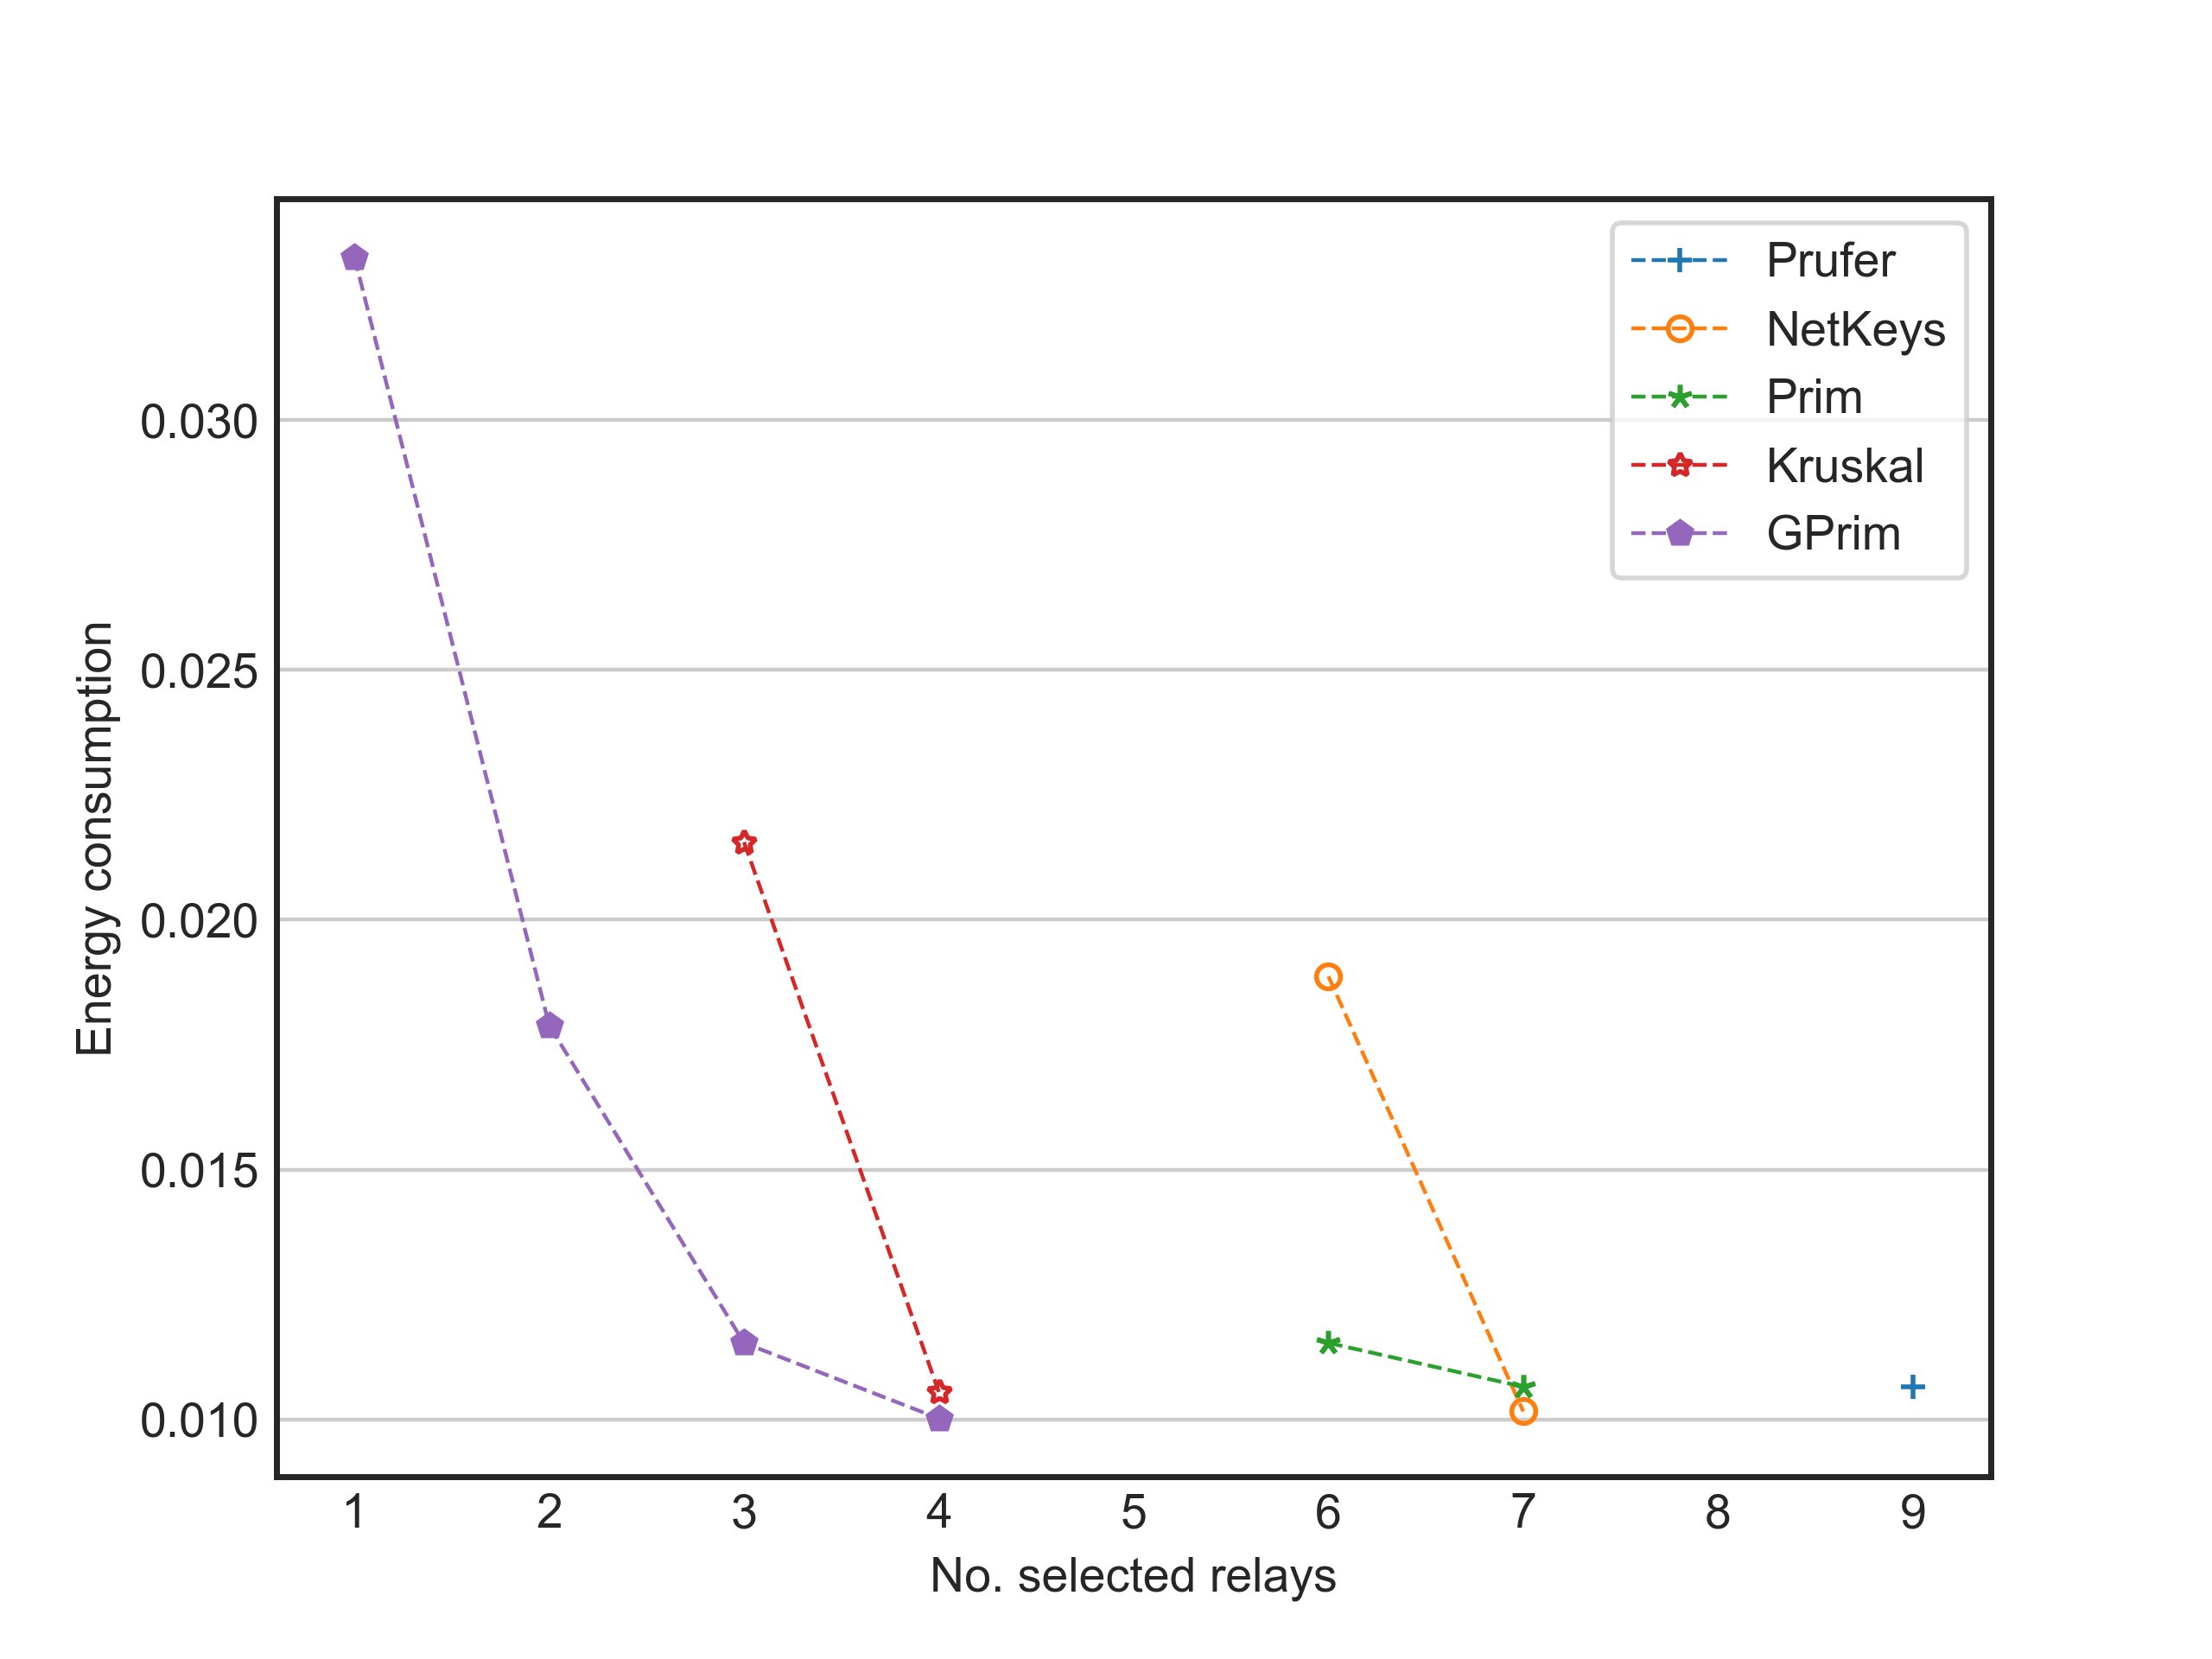 Prufer
NetKeys
Prim
Kruskal
GPrim
0.030
0.025
0.020
0.015
0.010
Energy consumption
1 2 3 4 5 6 7 8 9
No. selected relays